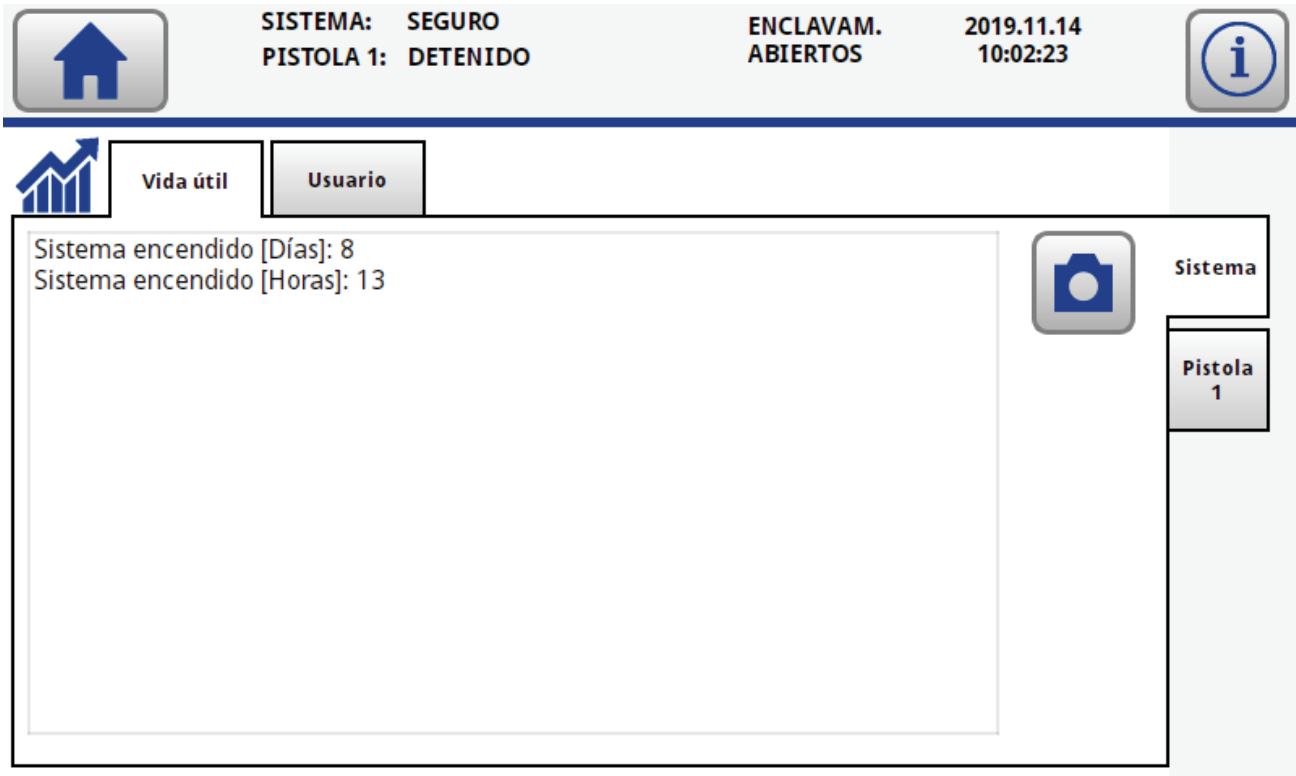 SISTEMA: SEGURO
PISTOLA 1: DETENIDO
ENCLAVAM.
ABIERTOS
2019.11.14
10:02:23
i
Vida útil
Usuario
Sistema encendido [Días]: 8
Sistema encendido [Horas]: 13
Sistema
Pistola
1